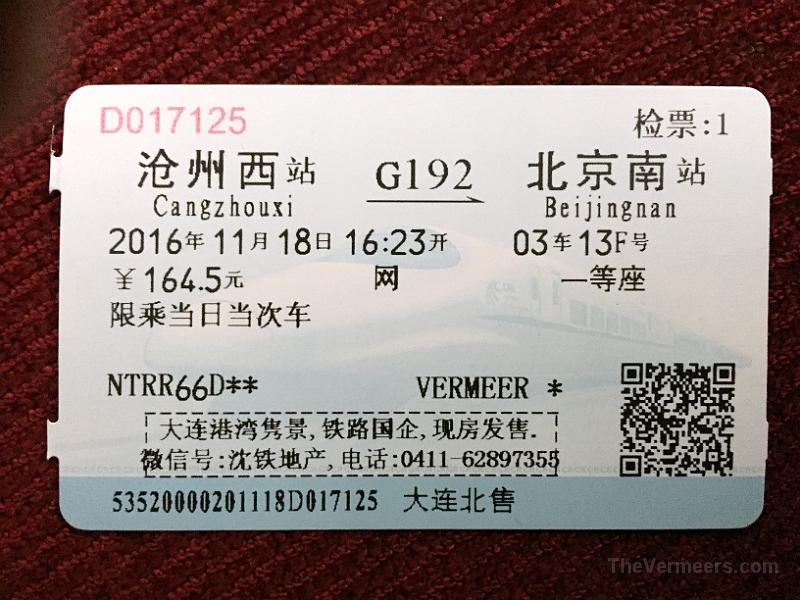 D017125 检票:1
沧州西站 G192 北京南站
Cangzhouxi Beijingnan
2016年11月18日 16:23开 03车13F号
¥164.5元 网 一等座
限乘当日当次车
NTRR66D** VERMEER *
大连港湾隽景,铁路国企,现房发售.
微信号:沈铁地产,电话:0411-62897355
53520000201118D017125 大连北售
TheVermeers.com